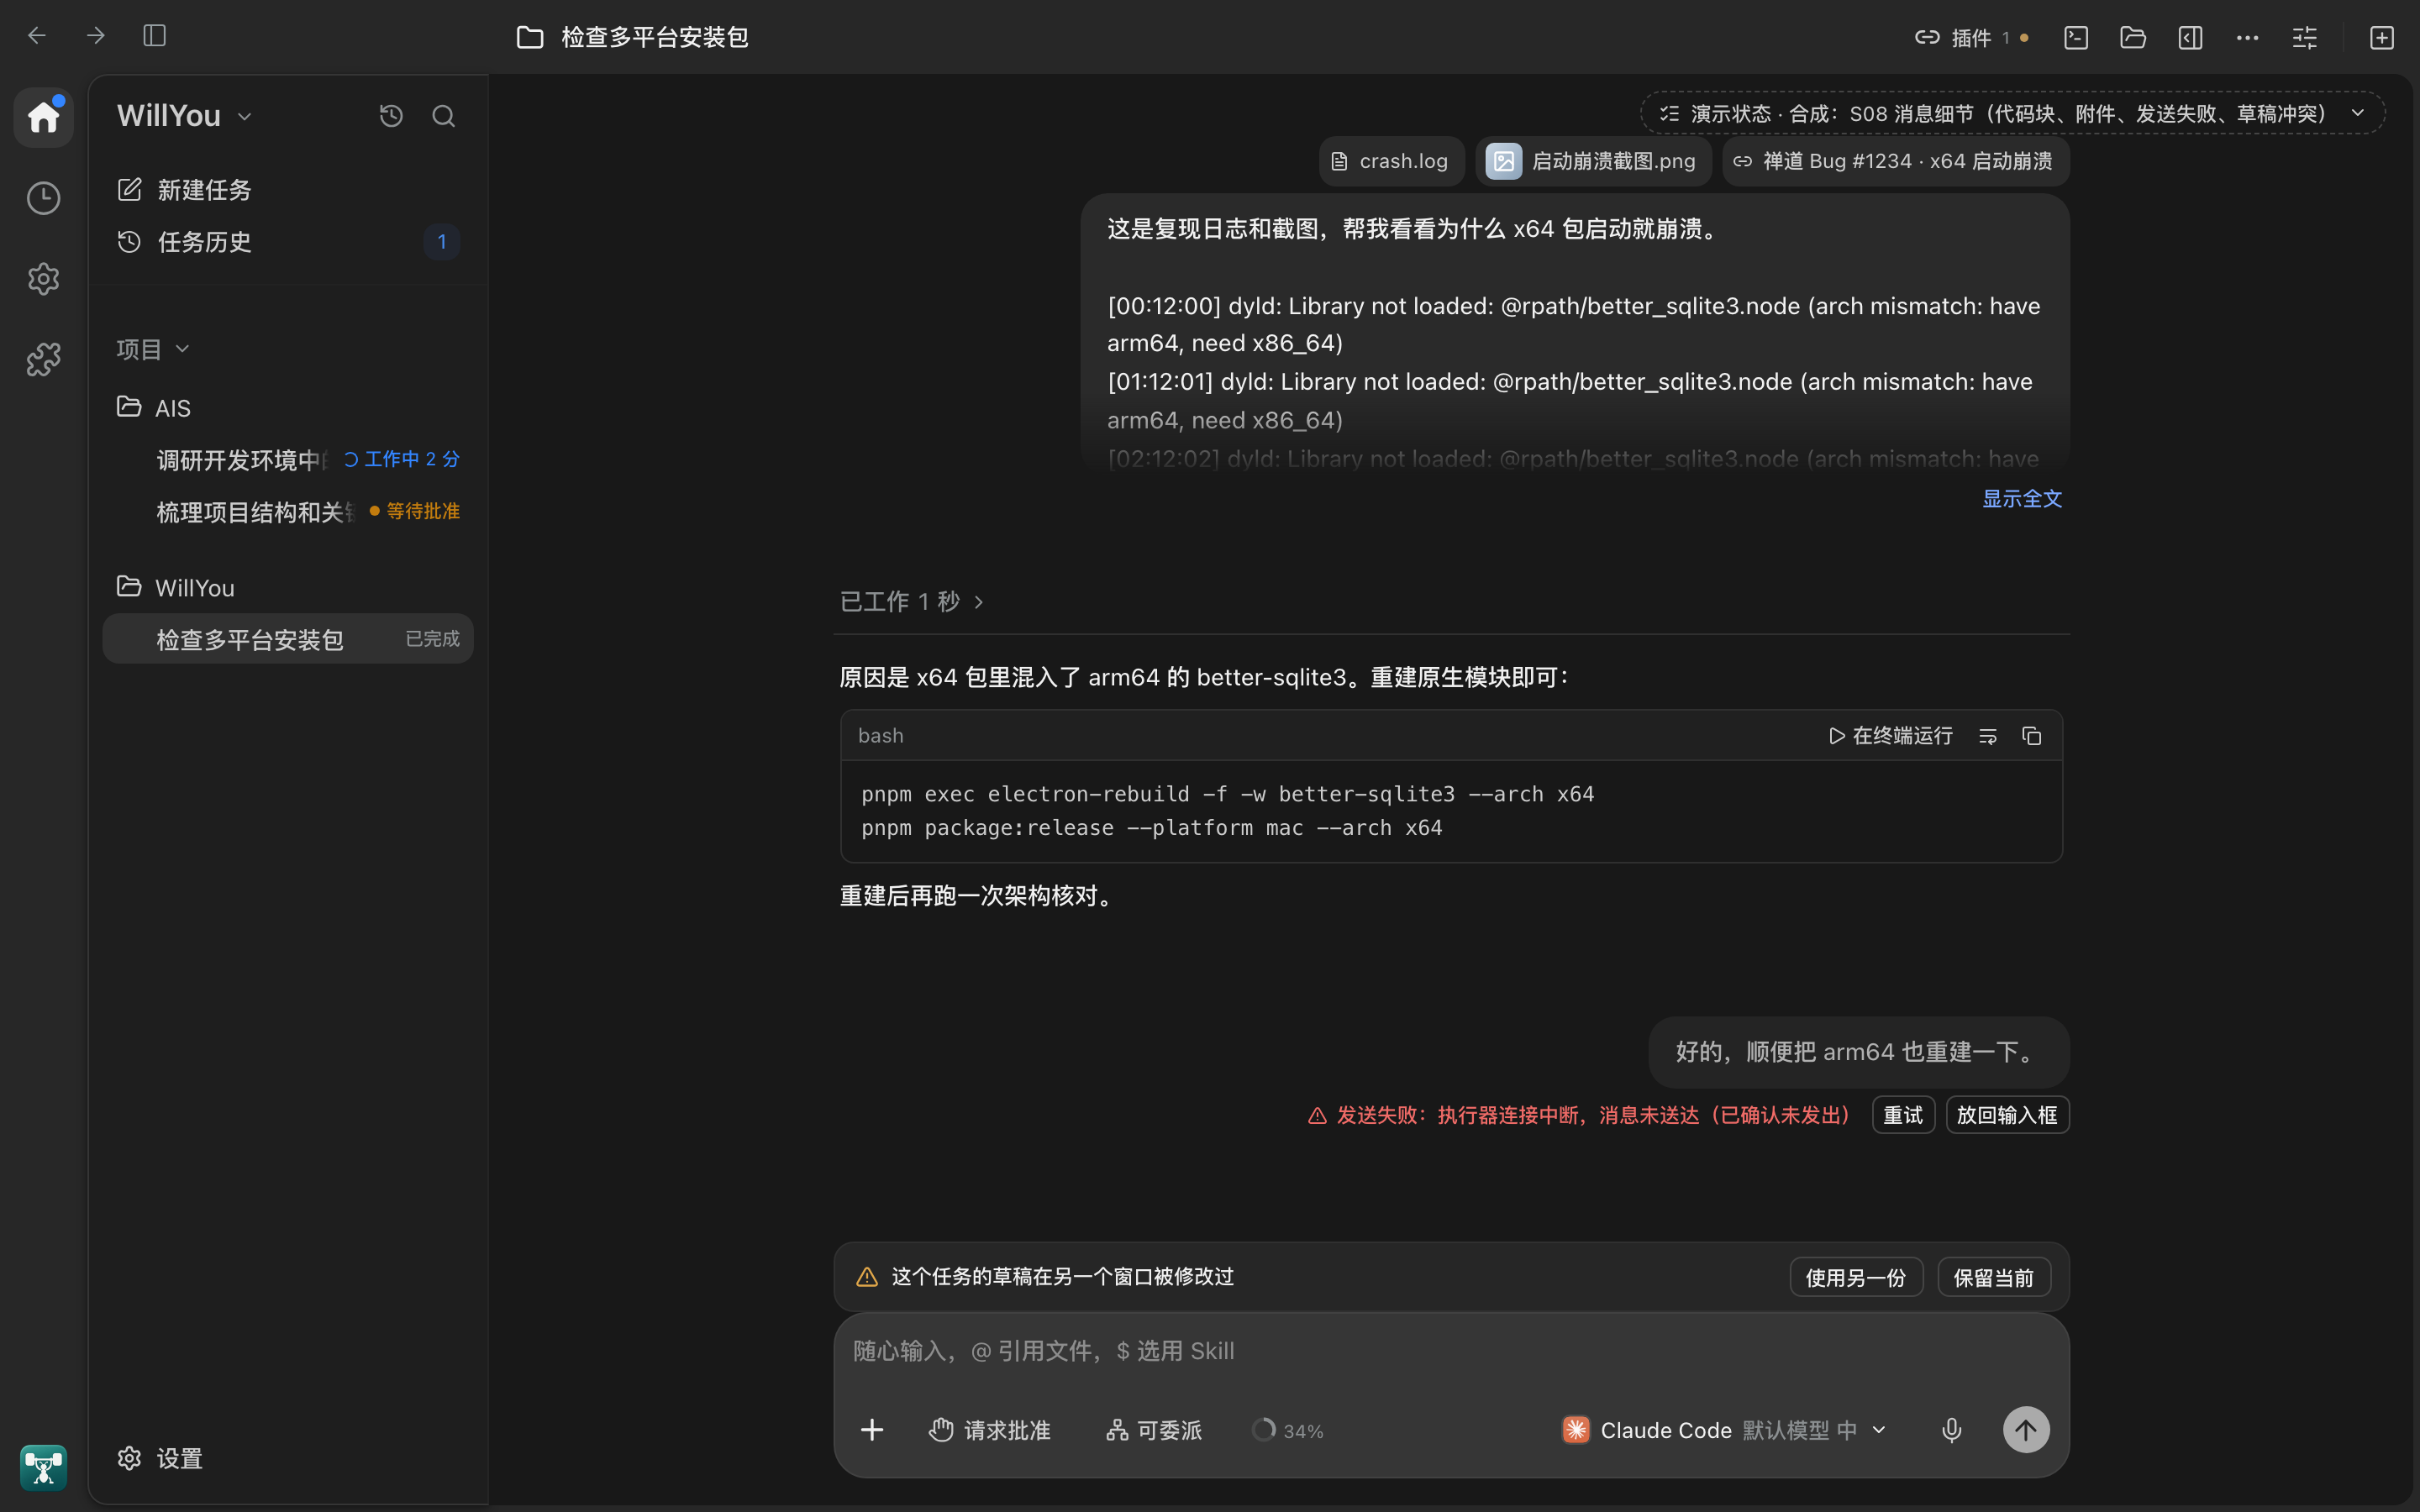 检查多平台安装包
插件 1
WillYou
新建任务
任务历史 1
项目
AIS
调研开发环境中 工作中 2 分
梳理项目结构和关 等待批准
WillYou
检查多平台安装包 已完成
设置
演示状态 · 合成：S08 消息细节（代码块、附件、发送失败、草稿冲突）
crash.log 启动崩溃截图.png 禅道 Bug #1234 · x64 启动崩溃
这是复现日志和截图，帮我看看为什么 x64 包启动就崩溃。
[00:12:00] dyld: Library not loaded: @rpath/better_sqlite3.node (arch mismatch: have
arm64, need x86_64)
[01:12:01] dyld: Library not loaded: @rpath/better_sqlite3.node (arch mismatch: have
arm64, need x86_64)
[02:12:02] dyld: Library not loaded: @rpath/better_sqlite3.node (arch mismatch: have
显示全文
已工作 1 秒
原因是 x64 包里混入了 arm64 的 better-sqlite3。重建原生模块即可：
bash 在终端运行
pnpm exec electron-rebuild -f -w better-sqlite3 --arch x64
pnpm package:release --platform mac --arch x64
重建后再跑一次架构核对。
好的，顺便把 arm64 也重建一下。
发送失败：执行器连接中断，消息未送达（已确认未发出） 重试 放回输入框
这个任务的草稿在另一个窗口被修改过 使用另一份 保留当前
随心输入，@ 引用文件，$ 选用 Skill
请求批准 可委派 34% Claude Code 默认模型 中